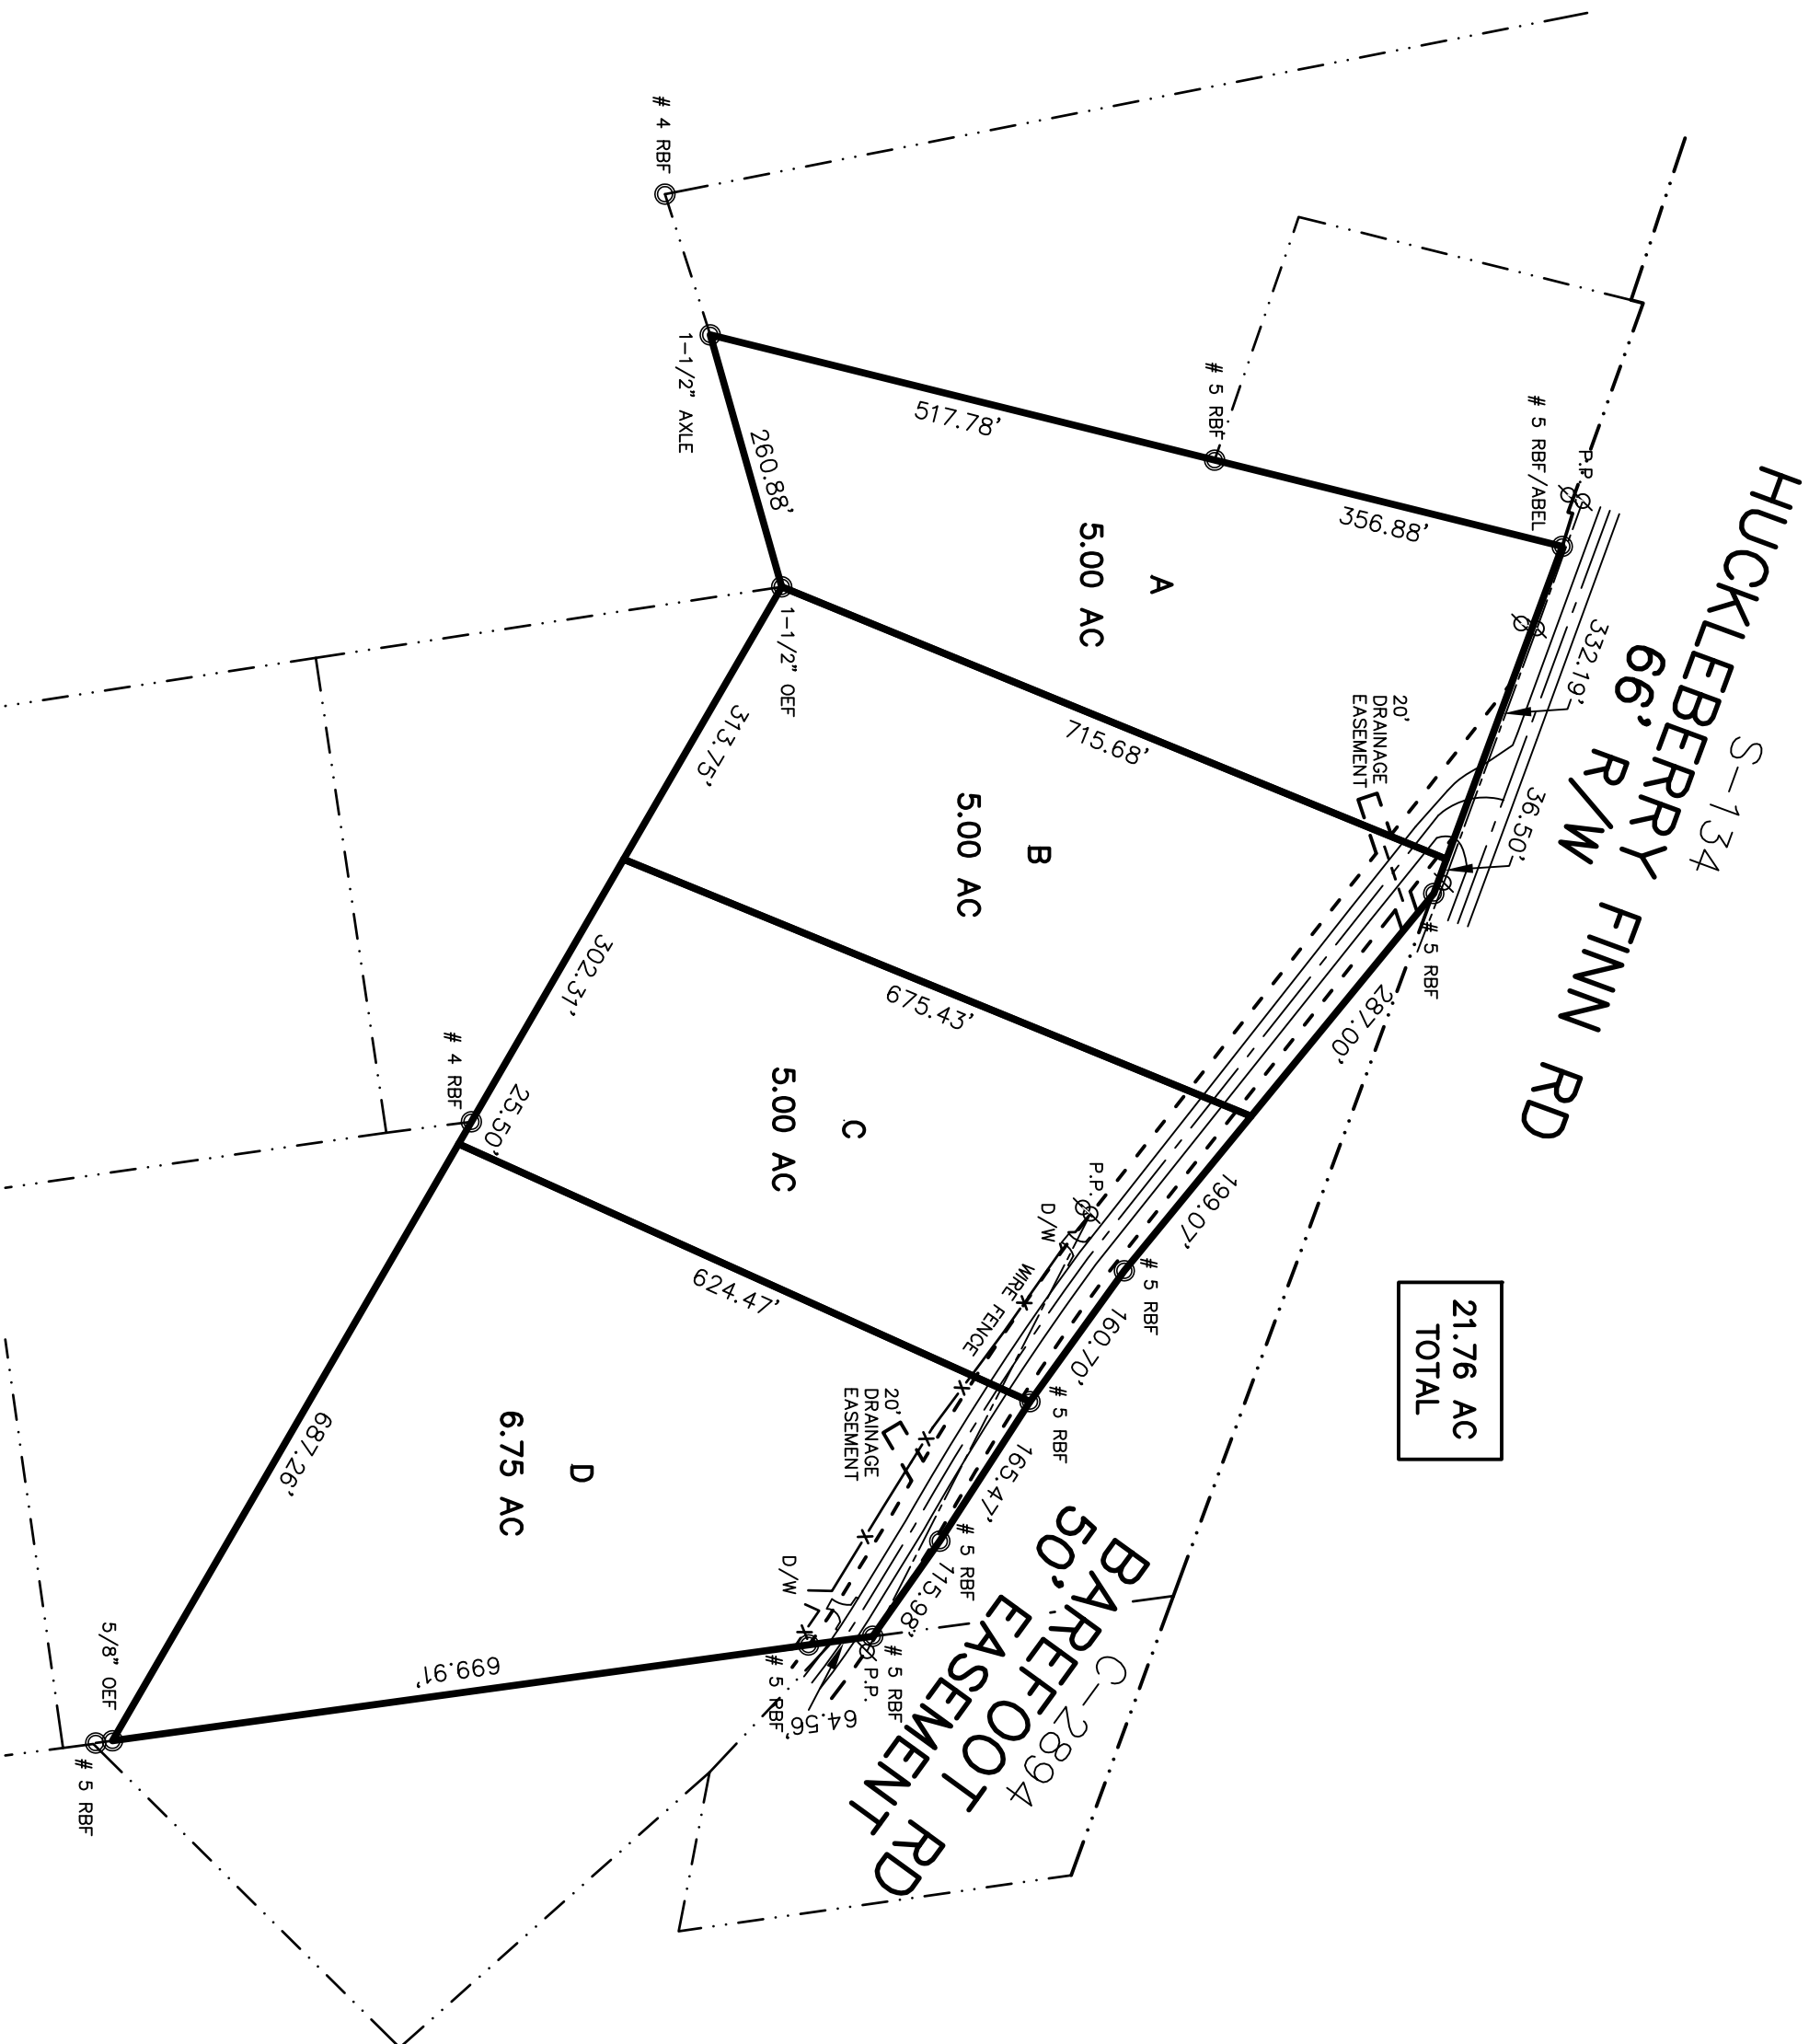 S-134
HUCKLEBERRY FINN RD
66' R/W
332.19'
36.50'
P.P.
# 5 RBF/ABEL
356.88'
# 5 RBF
517.78'
# 4 RBF
1-1/2" AXLE
260.88'
A
5.00 AC
715.68'
20'
DRAINAGE
EASEMENT
# 5 RBF
287.00'
1-1/2" OEF
313.75'
B
5.00 AC
675.43'
302.31'
# 4 RBF
25.50'
C
5.00 AC
199.07'
# 5 RBF
P.P.
D/W
WIRE FENCE
160.70'
# 5 RBF
624.47'
21.76 AC
TOTAL
165.47'
# 5 RBF
115.98'
20'
DRAINAGE
EASEMENT
D
6.75 AC
687.26'
D/W
# 5 RBF
P.P.
# 5 RBF
64.56'
699.91'
5/8" OEF
# 5 RBF
C-2894
BAREFOOT RD
50' EASEMENT